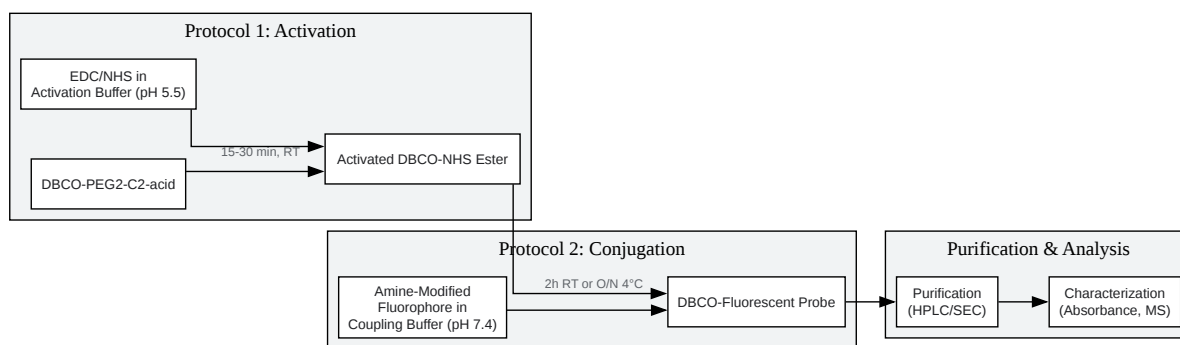 Protocol 1: Activation
EDC/NHS in
Activation Buffer (pH 5.5)
15-30 min, RT
Activated DBCO-NHS Ester
DBCO-PEG2-C2-acid
Protocol 2: Conjugation
2h RT or O/N 4°C
Amine-Modified
Fluorophore in
Coupling Buffer (pH 7.4)
DBCO-Fluorescent Probe
Purification & Analysis
Purification
(HPLC/SEC)
Characterization
(Absorbance, MS)